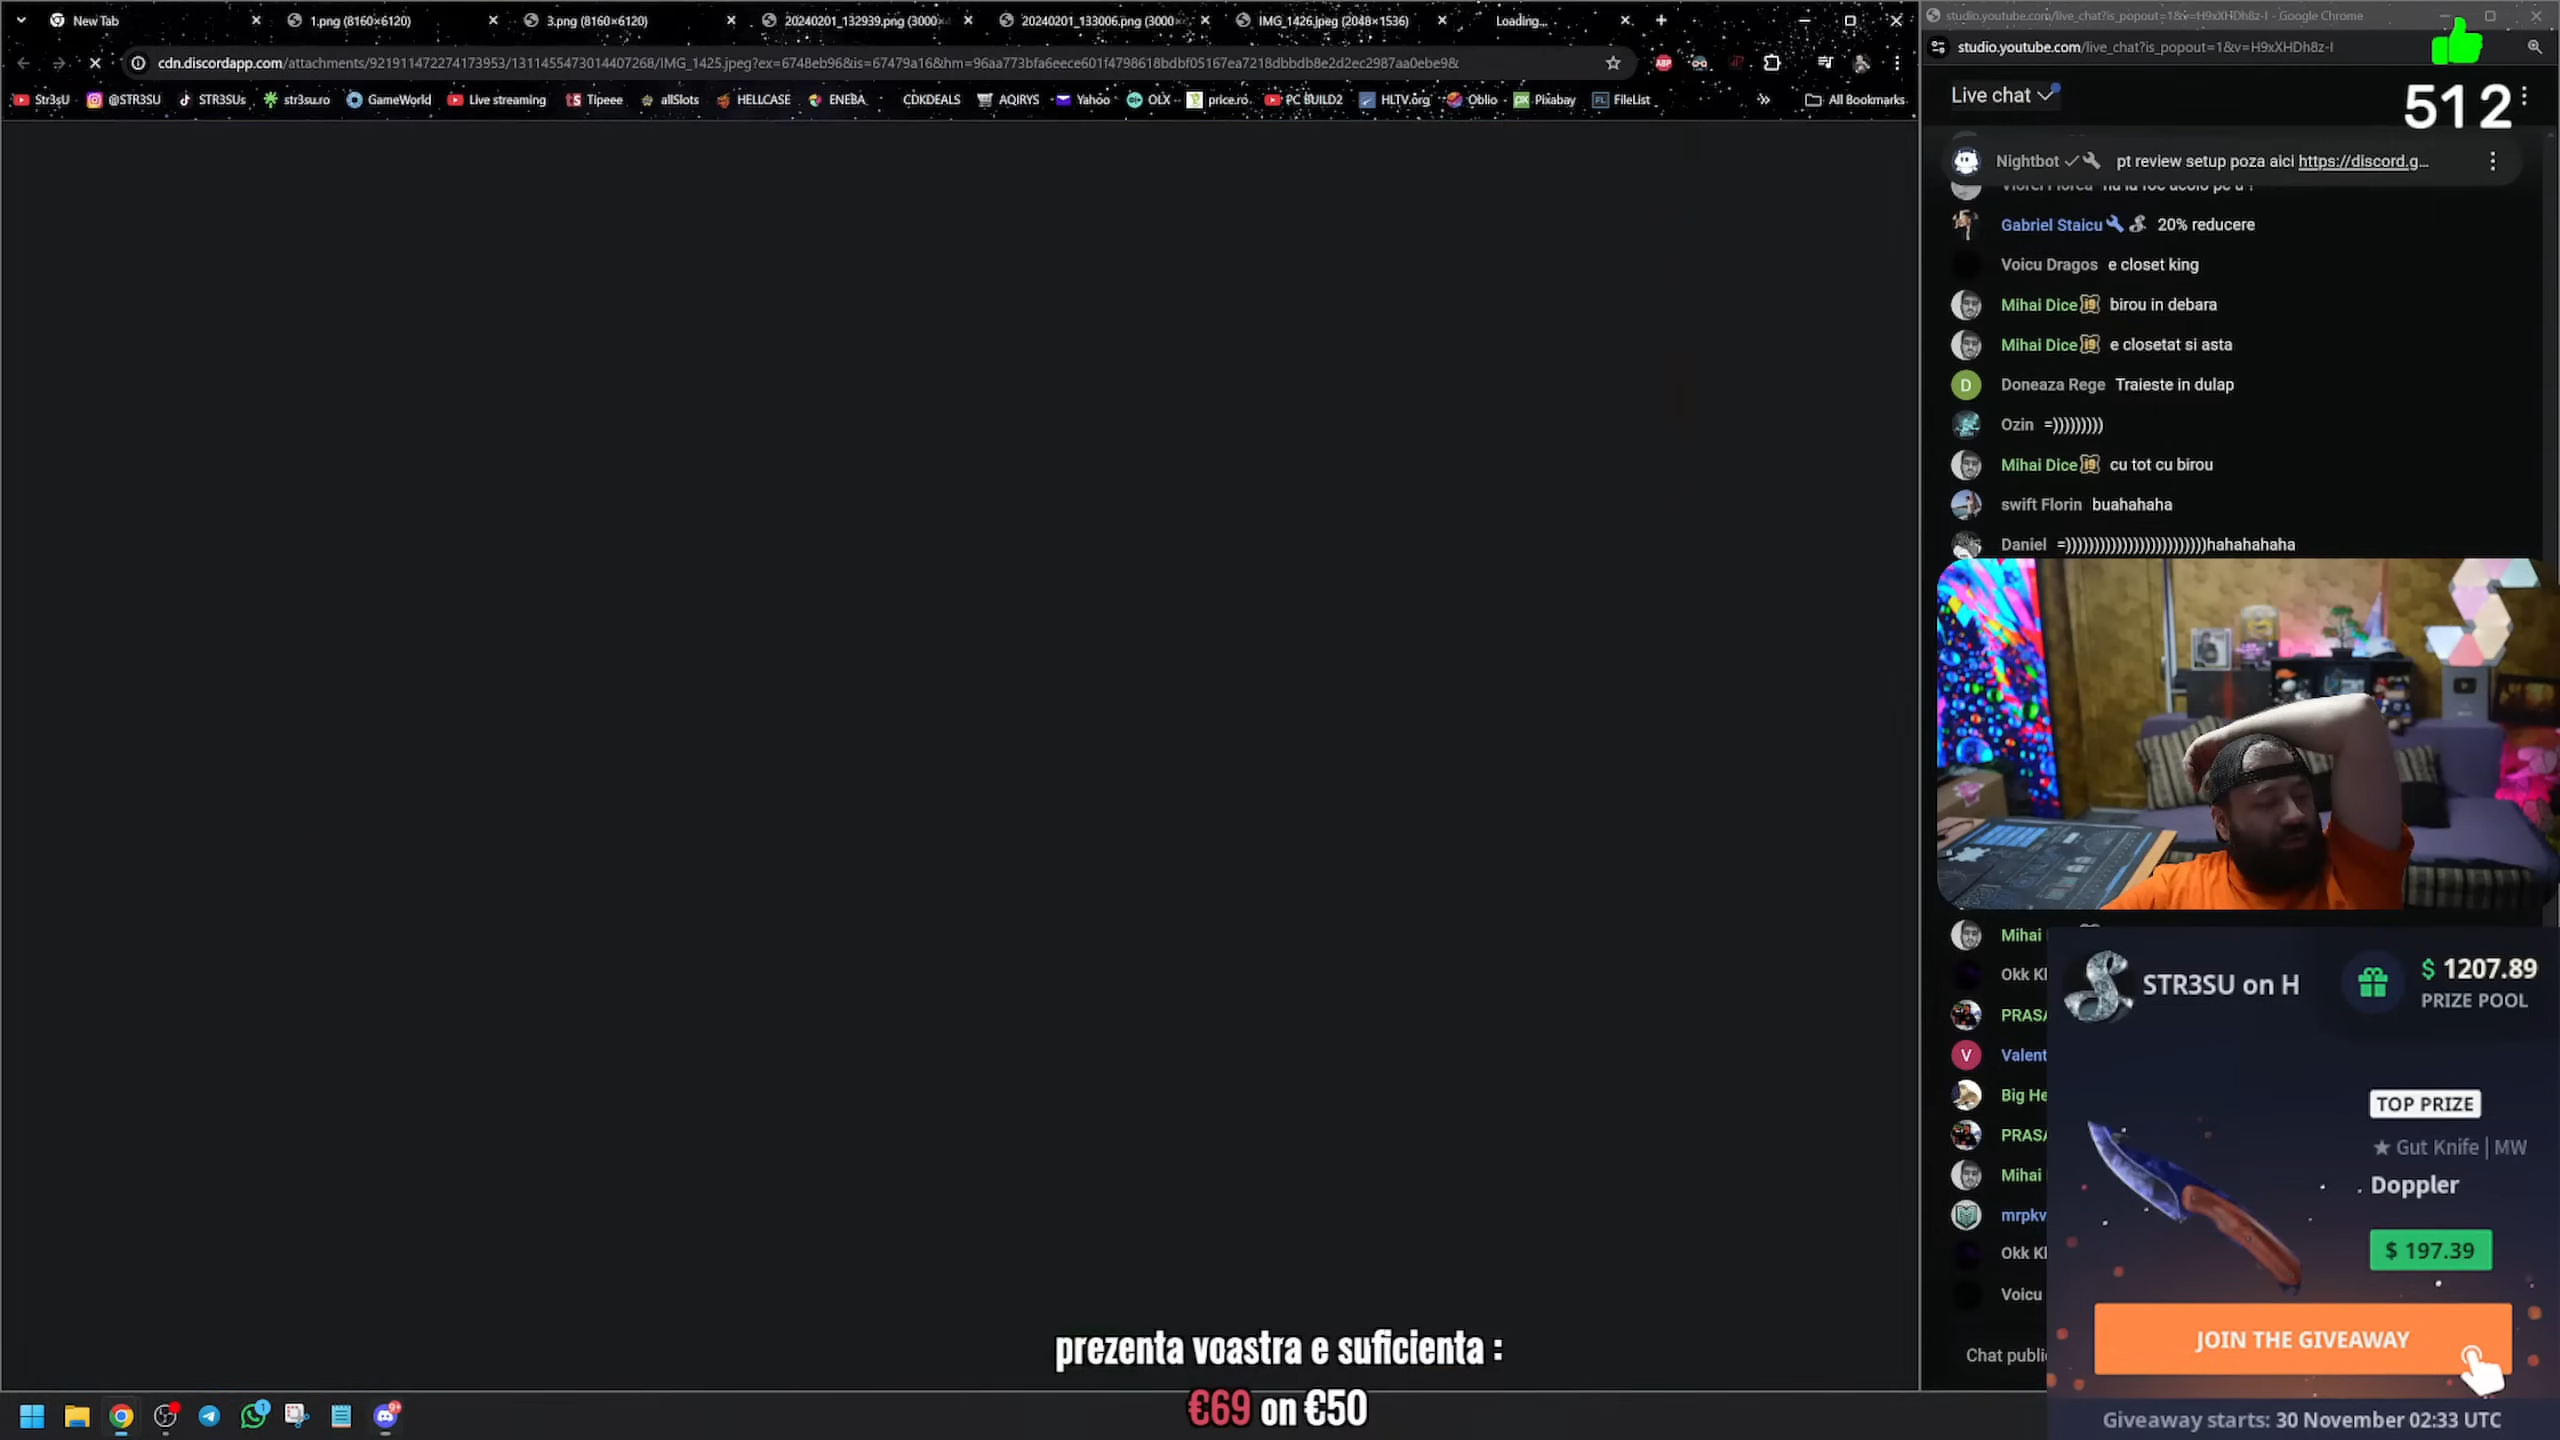 New Tab
1.png (8160×6120)
3.png (8160×6120)
20240201_132939.png (3000
20240201_133006.png (3000
IMG_1426.jpeg (2048×1536)
Loading...
cdn.discordapp.com/attachments/921911472274173953/1311455473014407268/IMG_1425.jpeg?ex=6748eb96&is=67479a16&hm=96aa773bfa6eece601f4798618bdbf05167ea7218dbbdb8e2d2ec2987aa0ebe9&
Str3sU
@STR3SU
STR3SUs
str3su.ro
GameWorld
Live streaming
Tipeee
allSlots
HELLCASE
ENEBA
CDKDEALS
AQIRYS
Yahoo
OLX
price.ro
PC BUILD2
HLTV.org
Oblio
Pixabay
FileList
All Bookmarks
studio.youtube.com/live_chat?is_popout=1&v=H9xXHDh8z-I - Google Chrome
studio.youtube.com/live_chat?is_popout=1&v=H9xXHDh8z-I
Live chat
512
Nightbot pt review setup poza aici https://discord.g...
Gabriel Staicu 20% reducere
Voicu Dragos e closet king
Mihai Dice birou in debara
Mihai Dice e closetat si asta
Doneaza Rege Traieste in dulap
Ozin =)))))))))
Mihai Dice cu tot cu birou
swift Florin buahahaha
Daniel =))))))))))))))))))))))))))hahahahaha
Mihai
Okk Kl
PRASA
Valent
Big He
PRASA
Mihai
mrpkv
Okk Kl
Voicu
Chat publi
STR3SU on H
$ 1207.89
PRIZE POOL
TOP PRIZE
★ Gut Knife | MW
Doppler
$ 197.39
JOIN THE GIVEAWAY
Giveaway starts: 30 November 02:33 UTC
prezenta voastra e suficienta :
€69 on €50